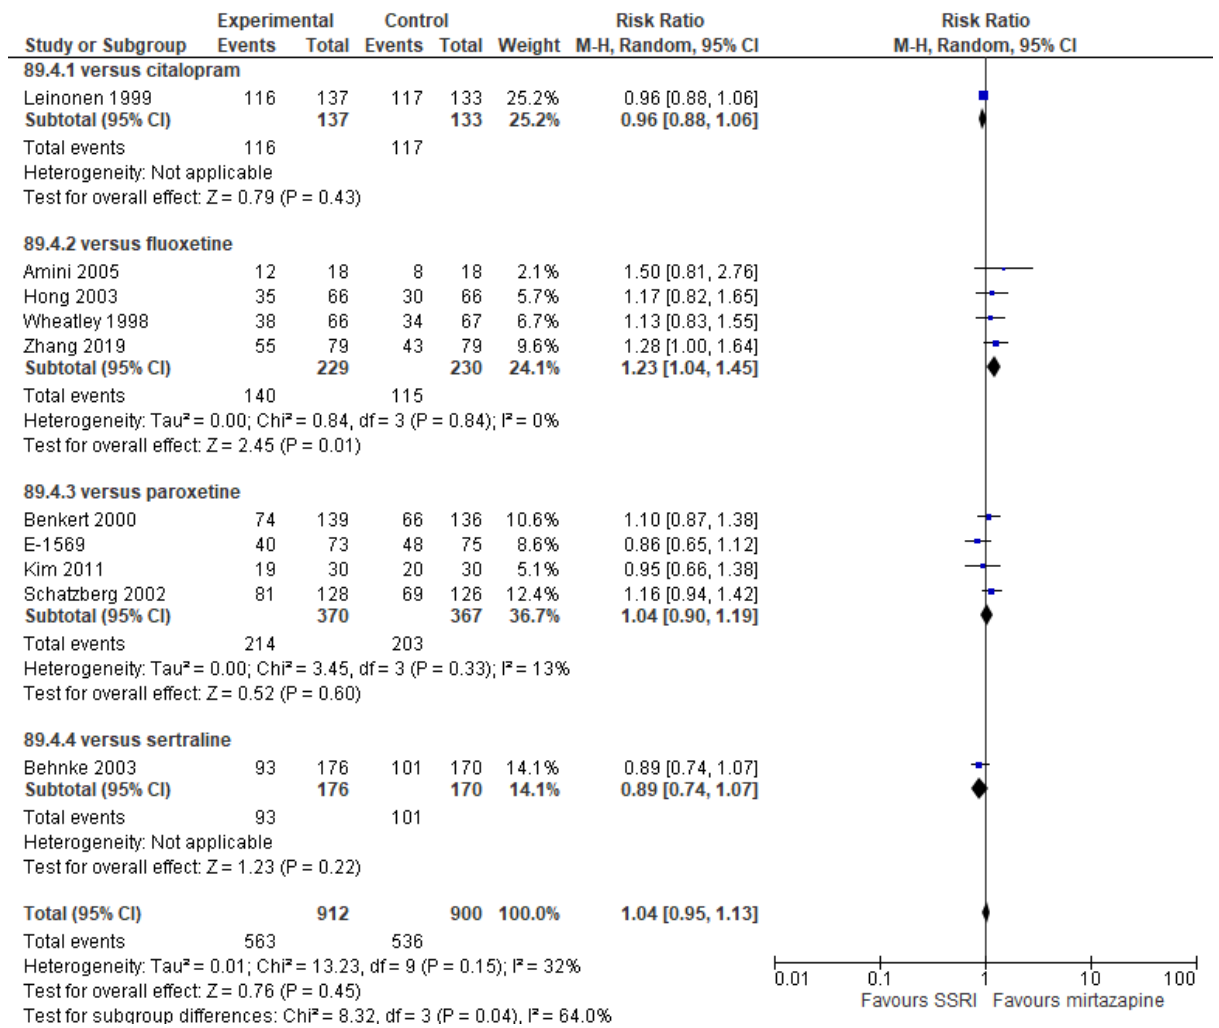 Experimental Control Risk Ratio Risk Ratio
Study or Subgroup Events Total Events Total Weight M-H, Random, 95% CI M-H, Random, 95% CI
89.4.1 versus citalopram
Leinonen 1999 116 137 117 133 25.2% 0.96 [0.88, 1.06]
Subtotal (95% CI) 137 133 25.2% 0.96 [0.88, 1.06]
Total events 116 117
Heterogeneity: Not applicable
Test for overall effect: Z = 0.79 (P = 0.43)
89.4.2 versus fluoxetine
Amini 2005 12 18 8 18 2.1% 1.50 [0.81, 2.76]
Hong 2003 35 66 30 66 5.7% 1.17 [0.82, 1.65]
Wheatley 1998 38 66 34 67 6.7% 1.13 [0.83, 1.55]
Zhang 2019 55 79 43 79 9.6% 1.28 [1.00, 1.64]
Subtotal (95% CI) 229 230 24.1% 1.23 [1.04, 1.45]
Total events 140 115
Heterogeneity: Tau² = 0.00; Chi² = 0.84, df = 3 (P = 0.84); I² = 0%
Test for overall effect: Z = 2.45 (P = 0.01)
89.4.3 versus paroxetine
Benkert 2000 74 139 66 136 10.6% 1.10 [0.87, 1.38]
E-1569 40 73 48 75 8.6% 0.86 [0.65, 1.12]
Kim 2011 19 30 20 30 5.1% 0.95 [0.66, 1.38]
Schatzberg 2002 81 128 69 126 12.4% 1.16 [0.94, 1.42]
Subtotal (95% CI) 370 367 36.7% 1.04 [0.90, 1.19]
Total events 214 203
Heterogeneity: Tau² = 0.00; Chi² = 3.45, df = 3 (P = 0.33); I² = 13%
Test for overall effect: Z = 0.52 (P = 0.60)
89.4.4 versus sertraline
Behnke 2003 93 176 101 170 14.1% 0.89 [0.74, 1.07]
Subtotal (95% CI) 176 170 14.1% 0.89 [0.74, 1.07]
Total events 93 101
Heterogeneity: Not applicable
Test for overall effect: Z = 1.23 (P = 0.22)
Total (95% CI) 912 900 100.0% 1.04 [0.95, 1.13]
Total events 563 536
Heterogeneity: Tau² = 0.01; Chi² = 13.23, df = 9 (P = 0.15); I² = 32%
Test for overall effect: Z = 0.76 (P = 0.45)
Test for subgroup differences: Chi² = 8.32, df = 3 (P = 0.04), I² = 64.0%
0.01 0.1 1 10 100
Favours SSRI Favours mirtazapine